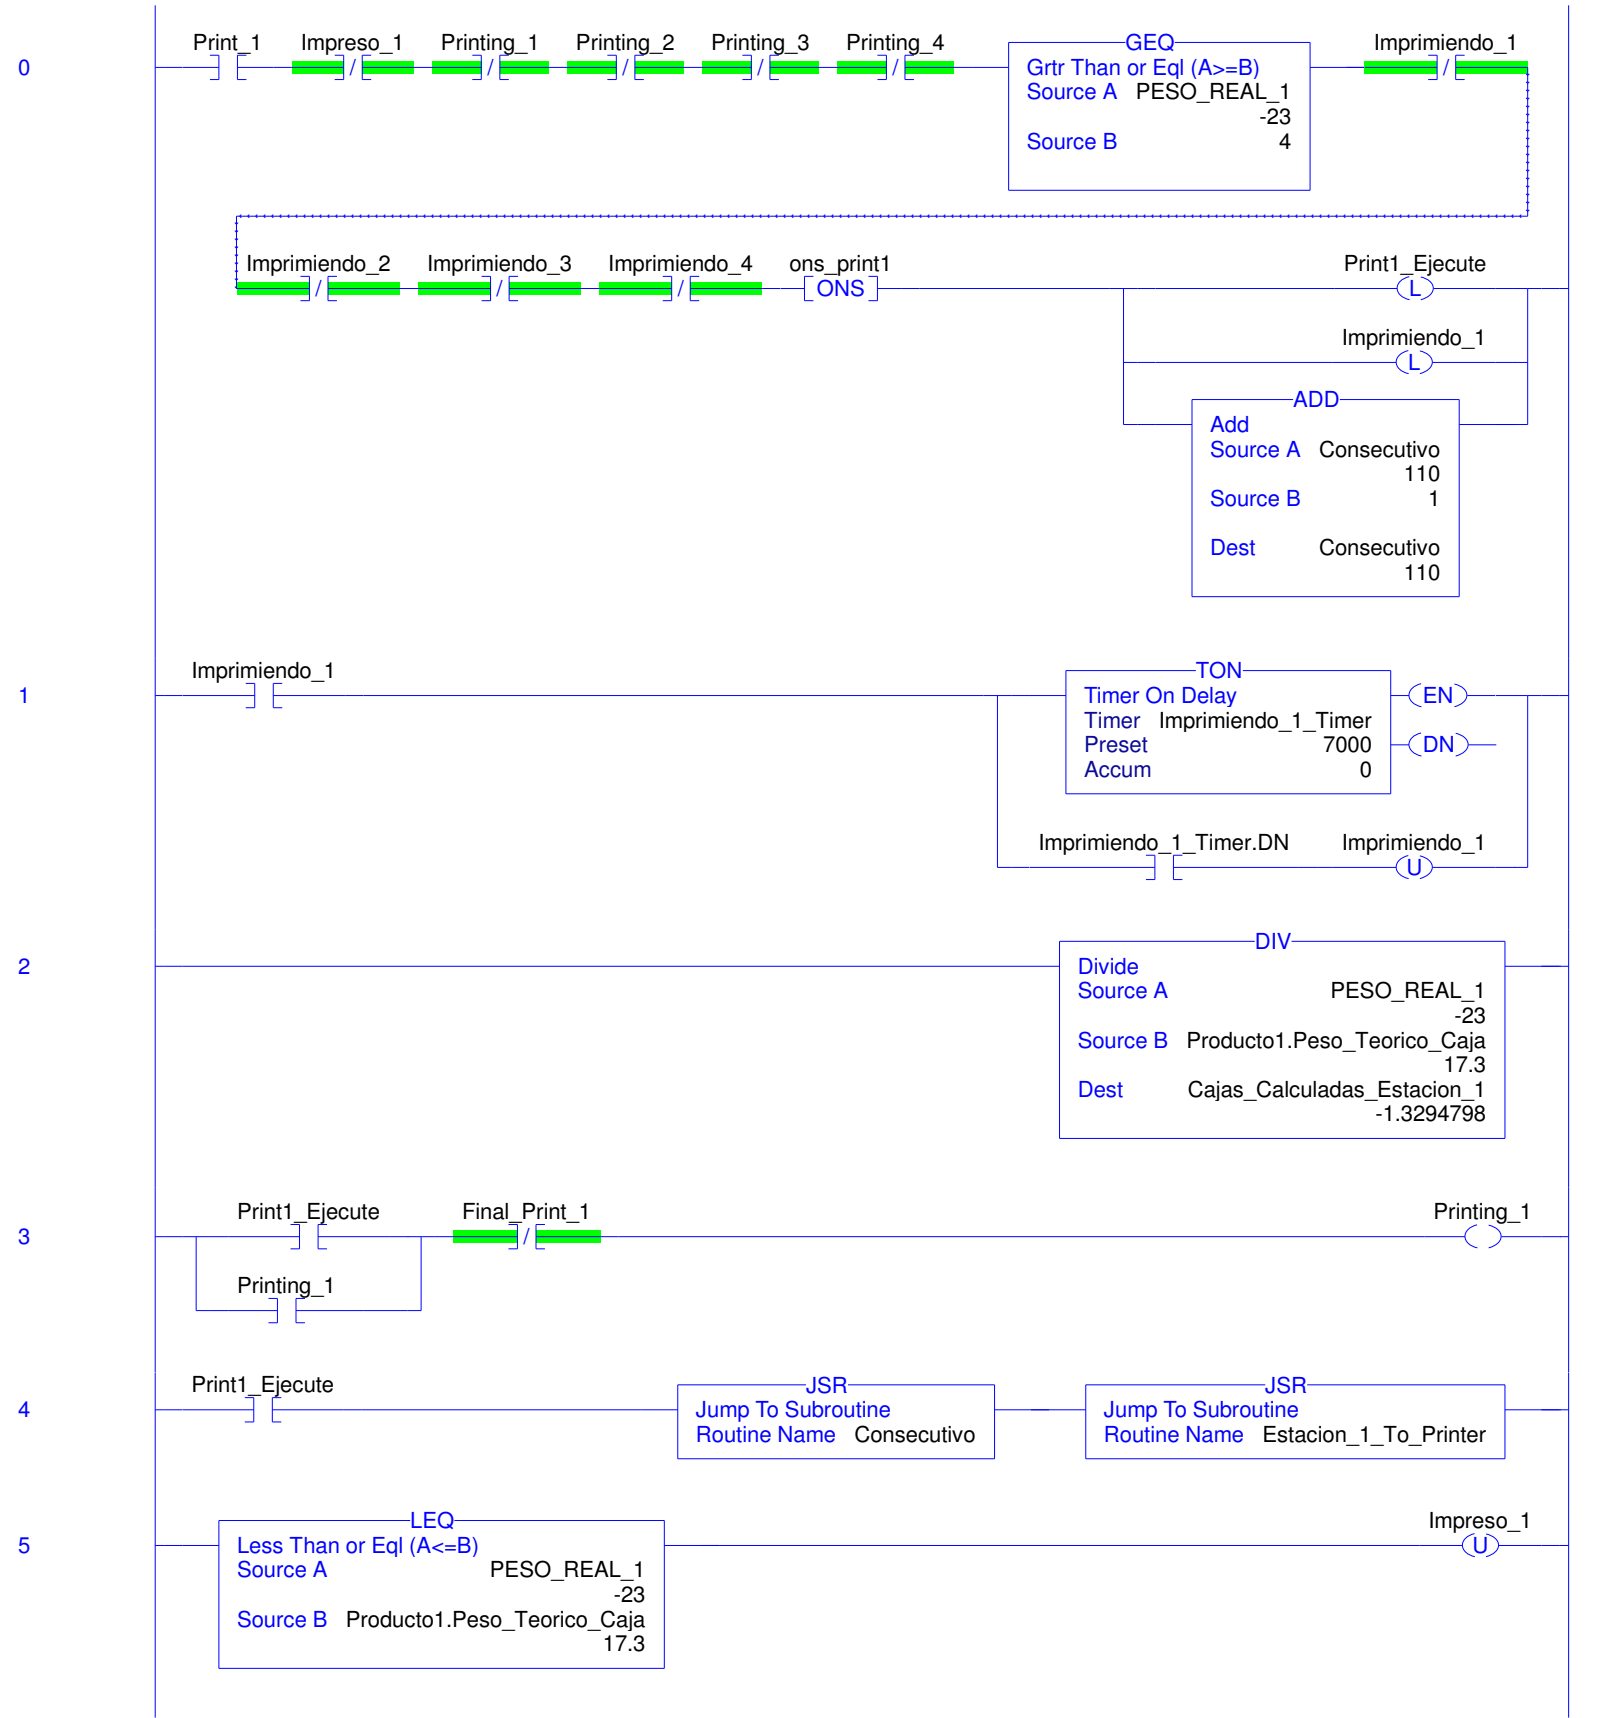 0
Print_1 Impreso_1 Printing_1 Printing_2 Printing_3 Printing_4 Imprimiendo_1
/ / / / / /
GEQ
Grtr Than or Eql (A>=B)
Source A PESO_REAL_1
-23
Source B 4
Imprimiendo_2 Imprimiendo_3 Imprimiendo_4 ons_print1 Print1_Ejecute
/ / / ONS L
Imprimiendo_1
L
ADD
Add
Source A Consecutivo
110
Source B 1
Dest Consecutivo
110
1
Imprimiendo_1
TON
Timer On Delay
Timer Imprimiendo_1_Timer
Preset 7000
Accum 0
EN
DN
Imprimiendo_1_Timer.DN Imprimiendo_1
U
2
DIV
Divide
Source A PESO_REAL_1
-23
Source B Producto1.Peso_Teorico_Caja
17.3
Dest Cajas_Calculadas_Estacion_1
-1.3294798
3
Print1_Ejecute Final_Print_1 Printing_1
/
Printing_1
4
Print1_Ejecute
JSR
Jump To Subroutine
Routine Name Consecutivo
JSR
Jump To Subroutine
Routine Name Estacion_1_To_Printer
5
LEQ
Less Than or Eql (A<=B)
Source A PESO_REAL_1
-23
Source B Producto1.Peso_Teorico_Caja
17.3
Impreso_1
U